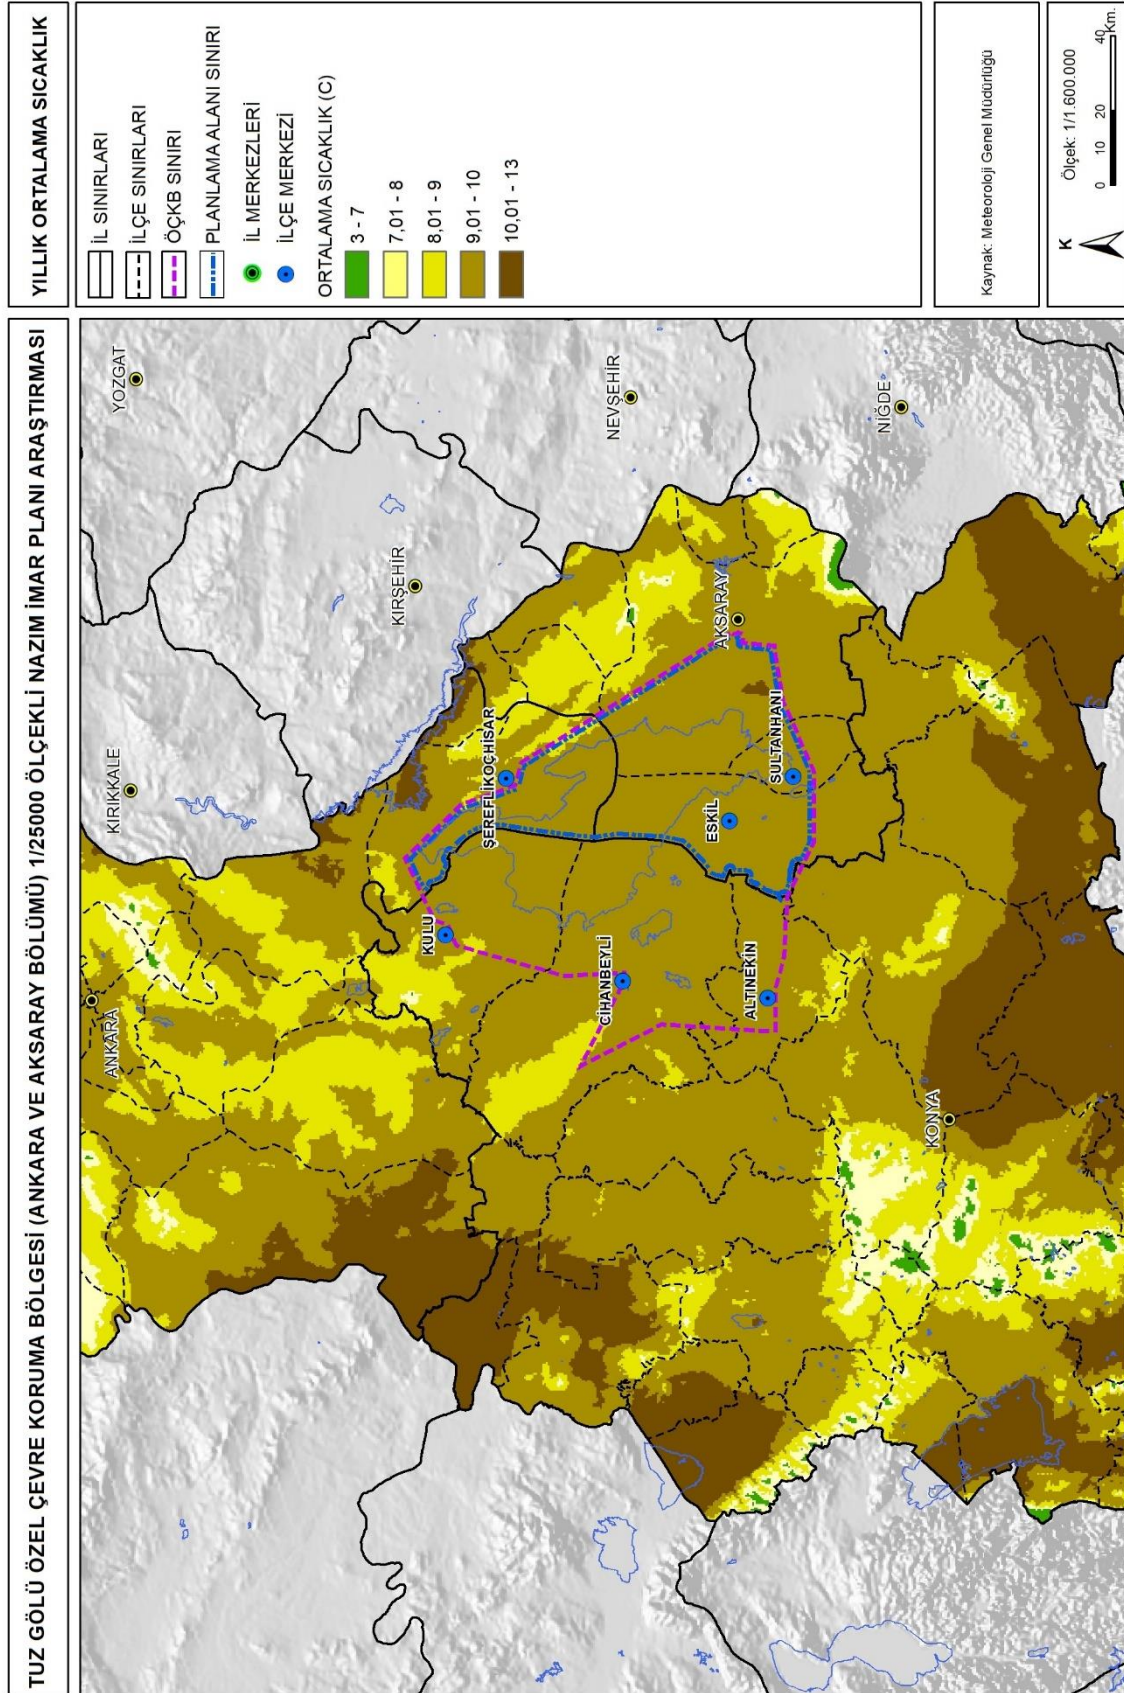 TUZ GÖLÜ ÖZEL ÇEVRE KORUMA BÖLGESİ (ANKARA VE AKSARAY BÖLÜMÜ) 1/25000 ÖLÇEKLİ NAZIM İMAR PLANI ARAŞTIRMASI
YILLIK ORTALAMA SICAKLIK
İL SINIRLARI
İLÇE SINIRLARI
ÖÇKB SINIRI
PLANLAMA ALANI SINIRI
İL MERKEZLERİ
İLÇE MERKEZİ
ORTALAMA SICAKLIK (C)
3 - 7
7,01 - 8
8,01 - 9
9,01 - 10
10,01 - 13
Kaynak: Meteoroloji Genel Müdürlüğü
K
Ölçek: 1/1.600.000
0 10 20 40 Km.
ANKARA
KIRIKKALE
YOZGAT
KIRŞEHİR
KULU
ŞEREFLİKOÇHİSAR
CİHANBEYLİ
NEVŞEHİR
ESKİL
AKSARAY
ALTINEKİN
SULTANHANI
KONYA
NİĞDE